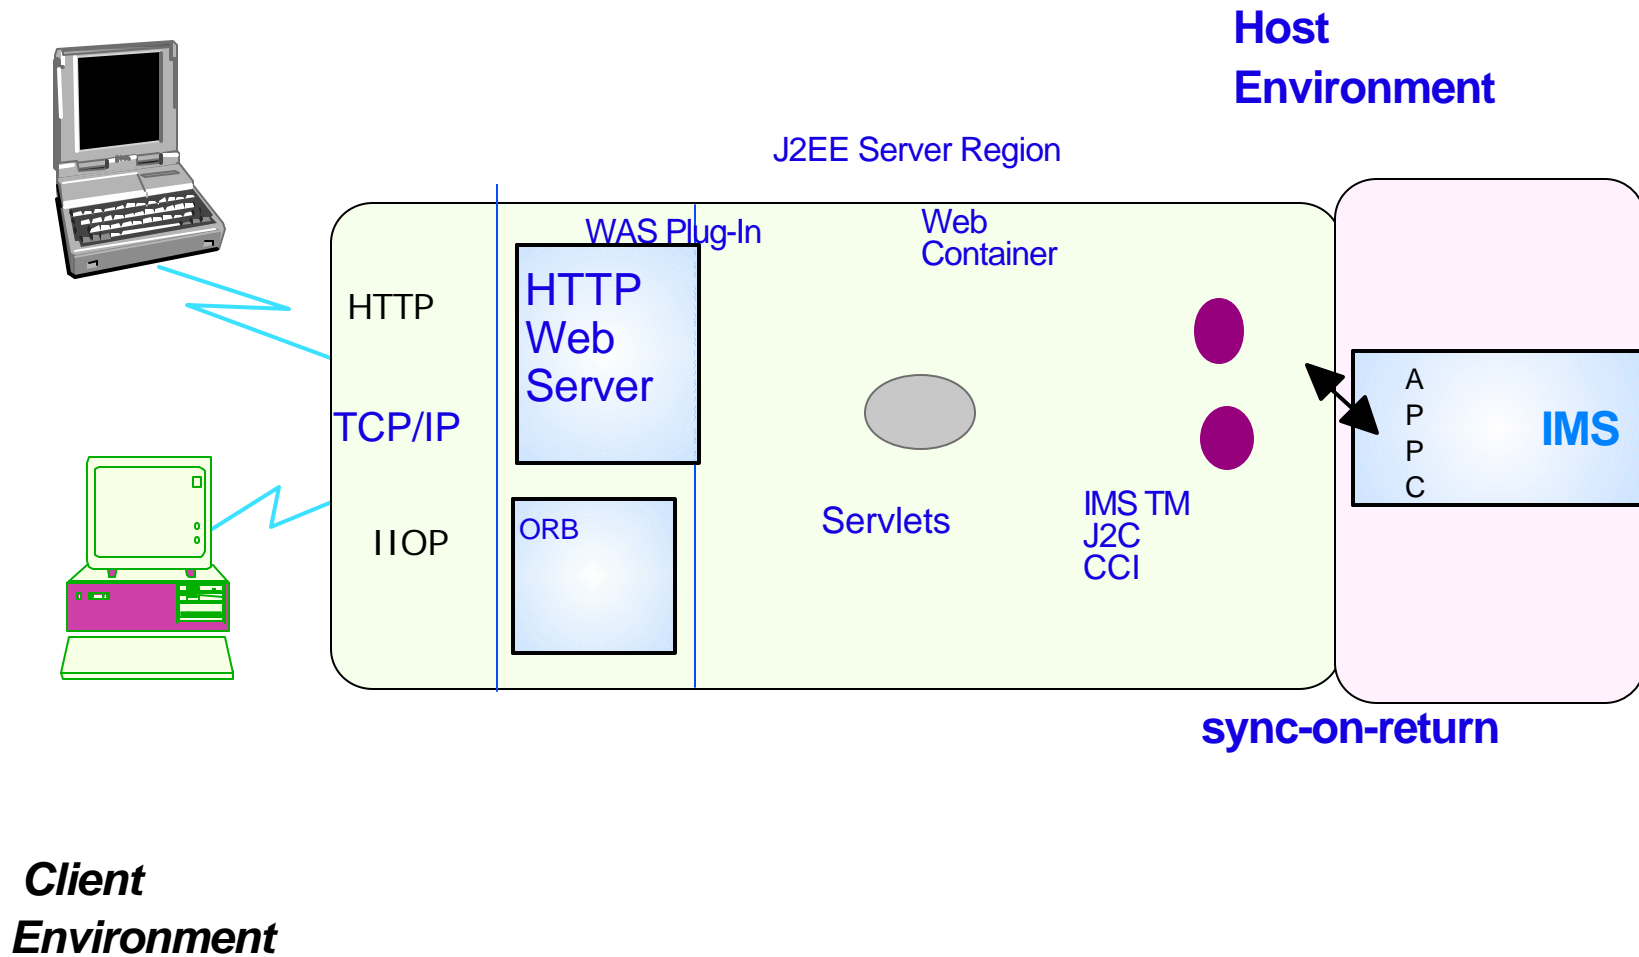 Host
Environment
J2EE Server Region
WAS Plug-In
Web
Container
HTTP
HTTP
Web
Server
TCP/IP
IIOP
ORB
Servlets
IMS TM
J2C
CCI
A
P
P
C
IMS
sync-on-return
Client
Environment